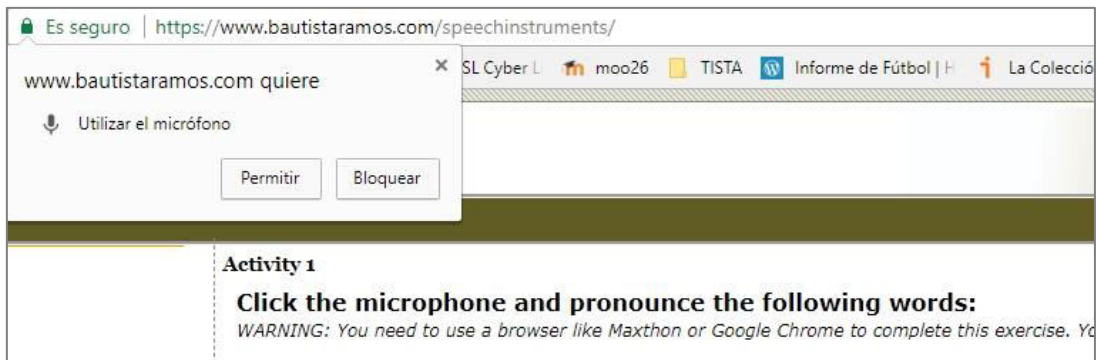 Es seguro | https://www.bautistaramos.com/speechinstruments/
www.bautistaramos.com quiere
Utilizar el micrófono
Permitir Bloquear
SL Cyber moo26 TISTA Informe de Fútbol | H La Colecció
Activity 1
Click the microphone and pronounce the following words:
WARNING: You need to use a browser like Maxthon or Google Chrome to complete this exercise. Yo